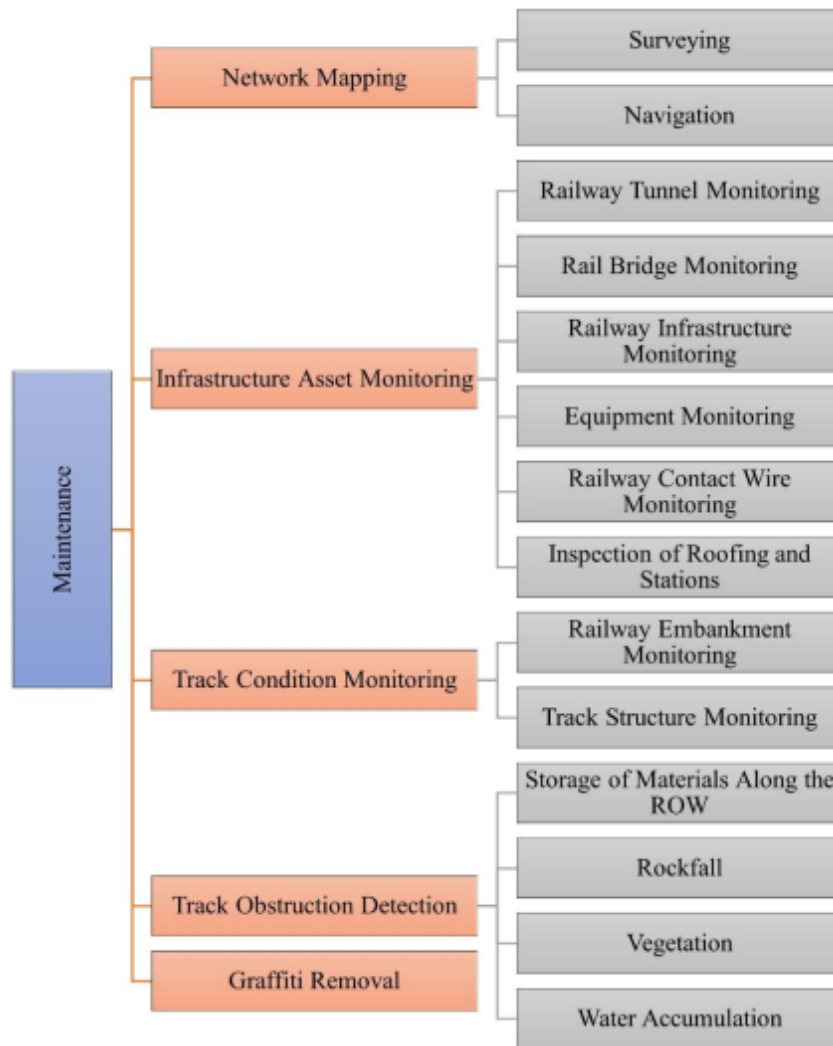 Maintenance
Network Mapping
Surveying
Navigation
Infrastructure Asset Monitoring
Railway Tunnel Monitoring
Rail Bridge Monitoring
Railway Infrastructure
Monitoring
Equipment Monitoring
Railway Contact Wire
Monitoring
Inspection of Roofing and
Stations
Track Condition Monitoring
Railway Embankment
Monitoring
Track Structure Monitoring
Track Obstruction Detection
Storage of Materials Along the
ROW
Rockfall
Vegetation
Water Accumulation
Graffiti Removal